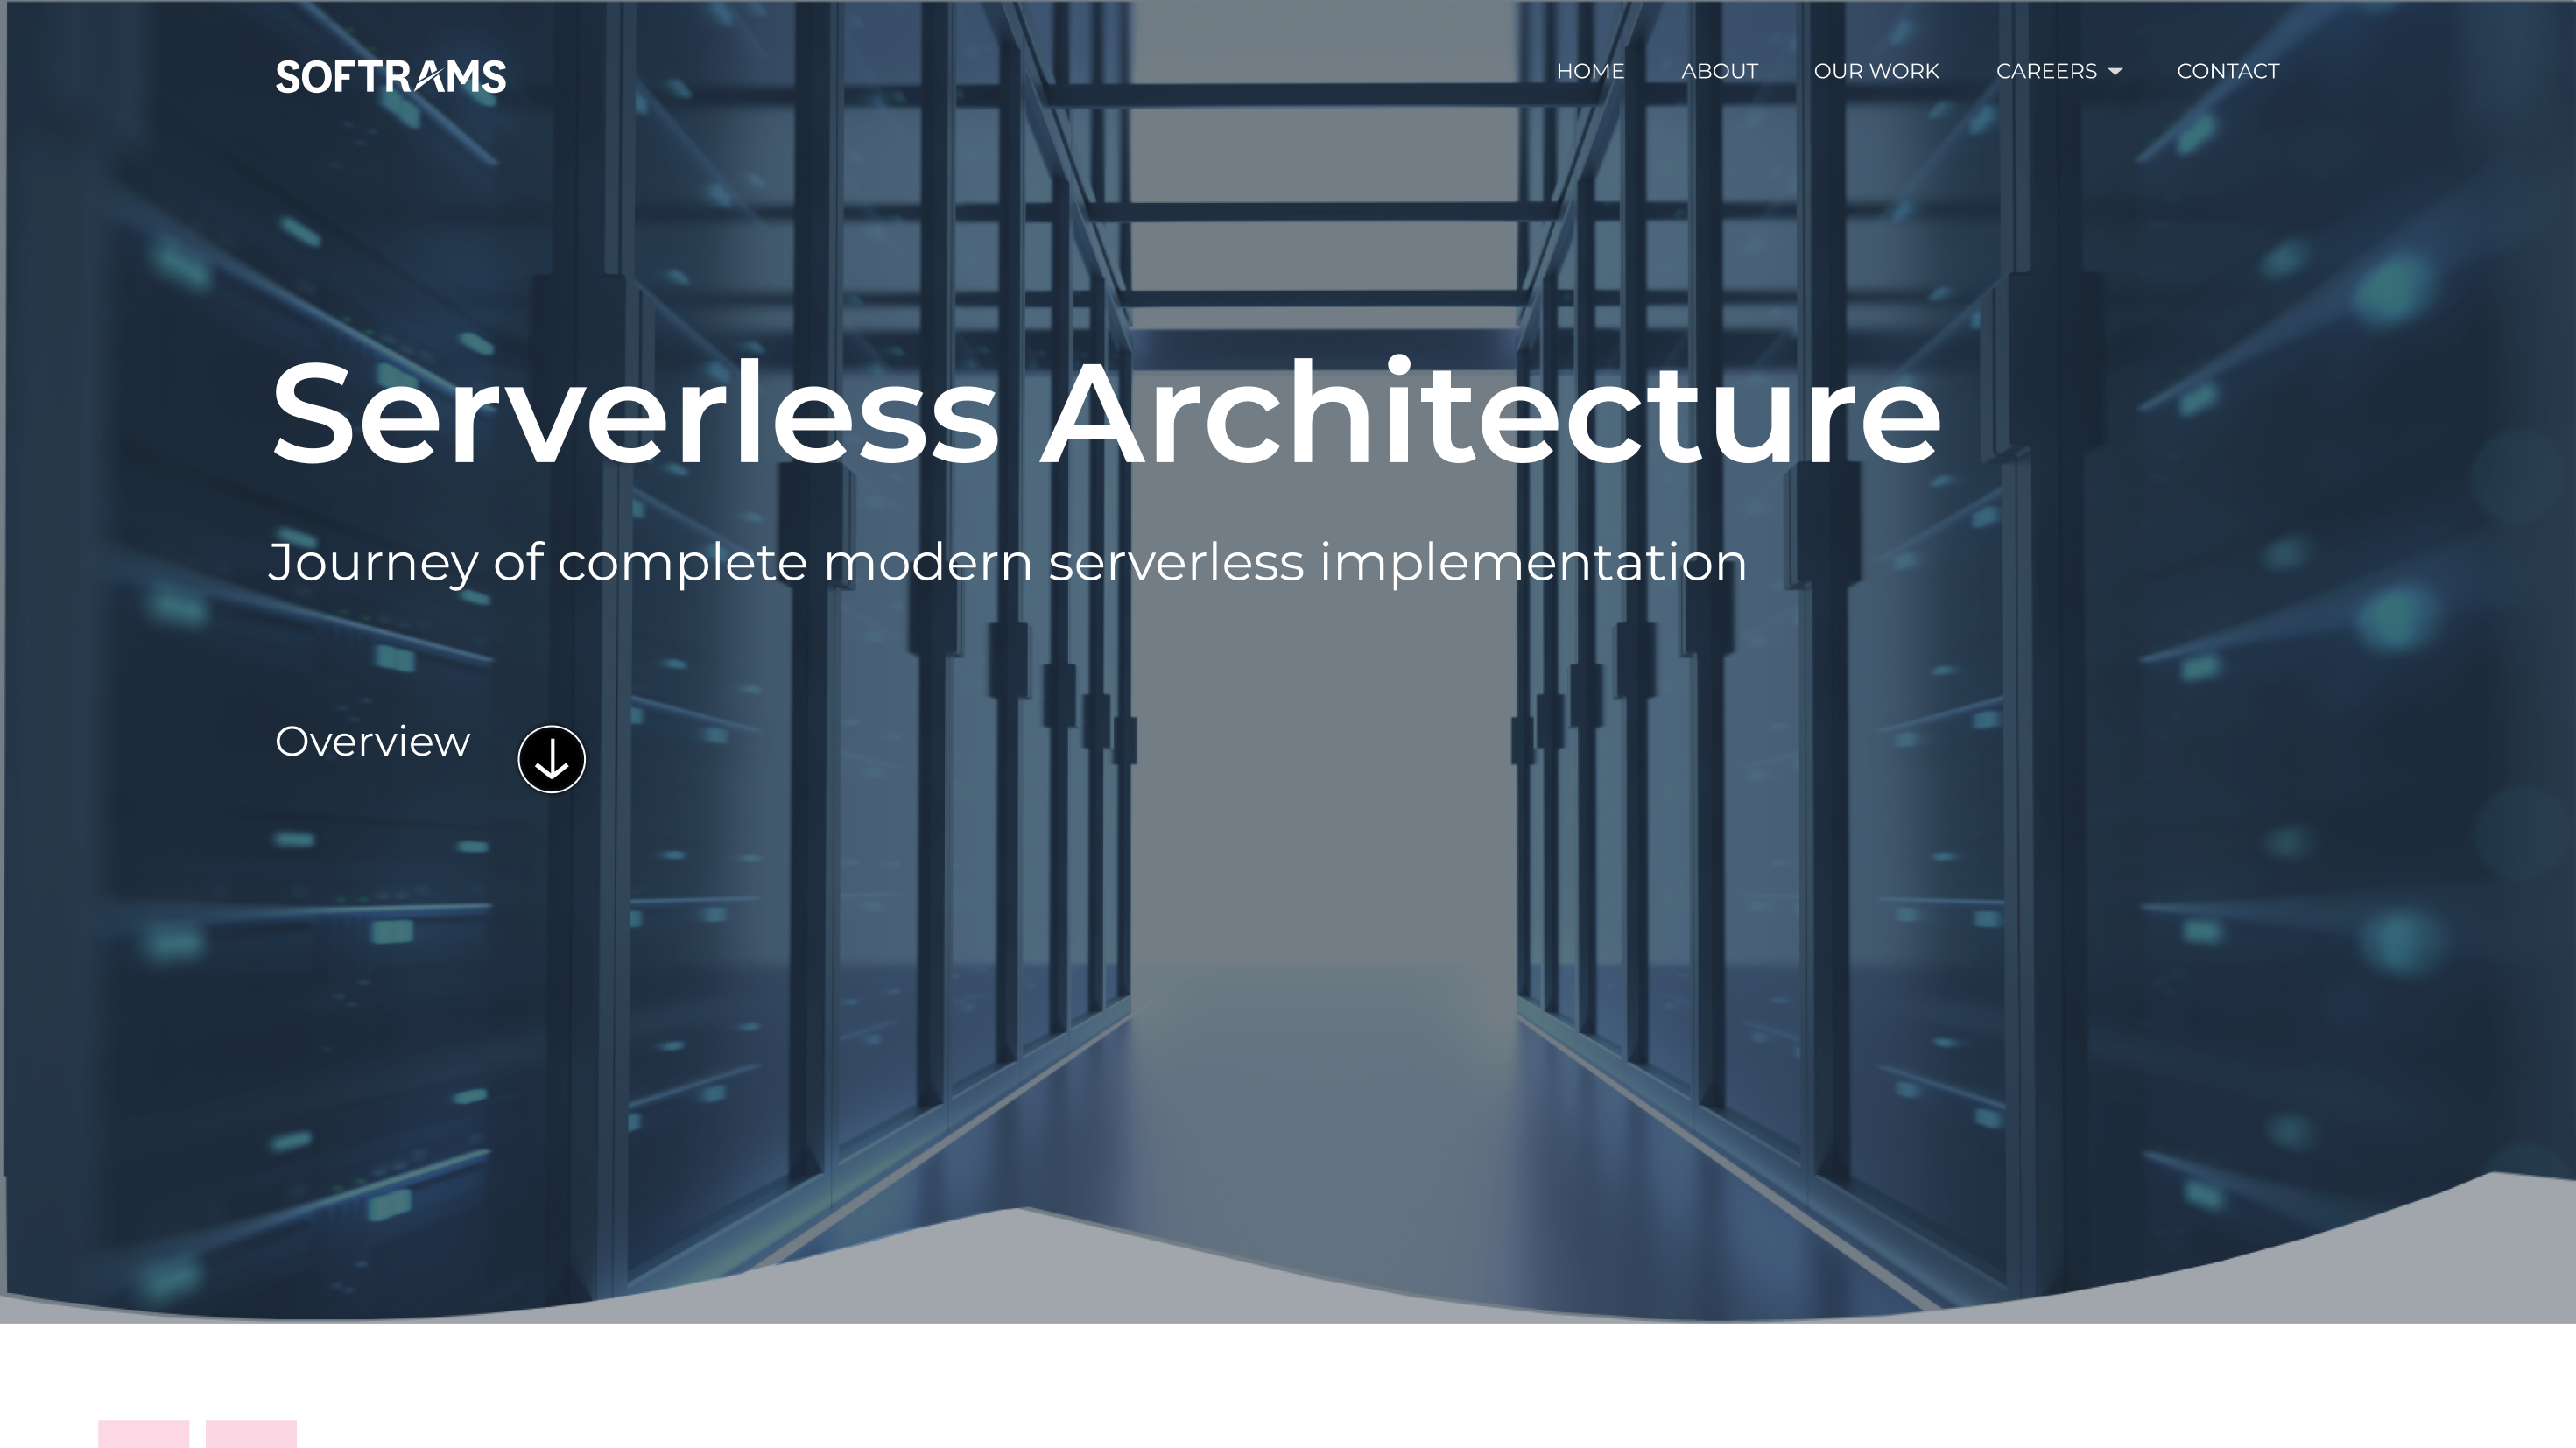 SOFTRAMS
HOME ABOUT OUR WORK CAREERS CONTACT
Serverless Architecture
Journey of complete modern serverless implementation
Overview